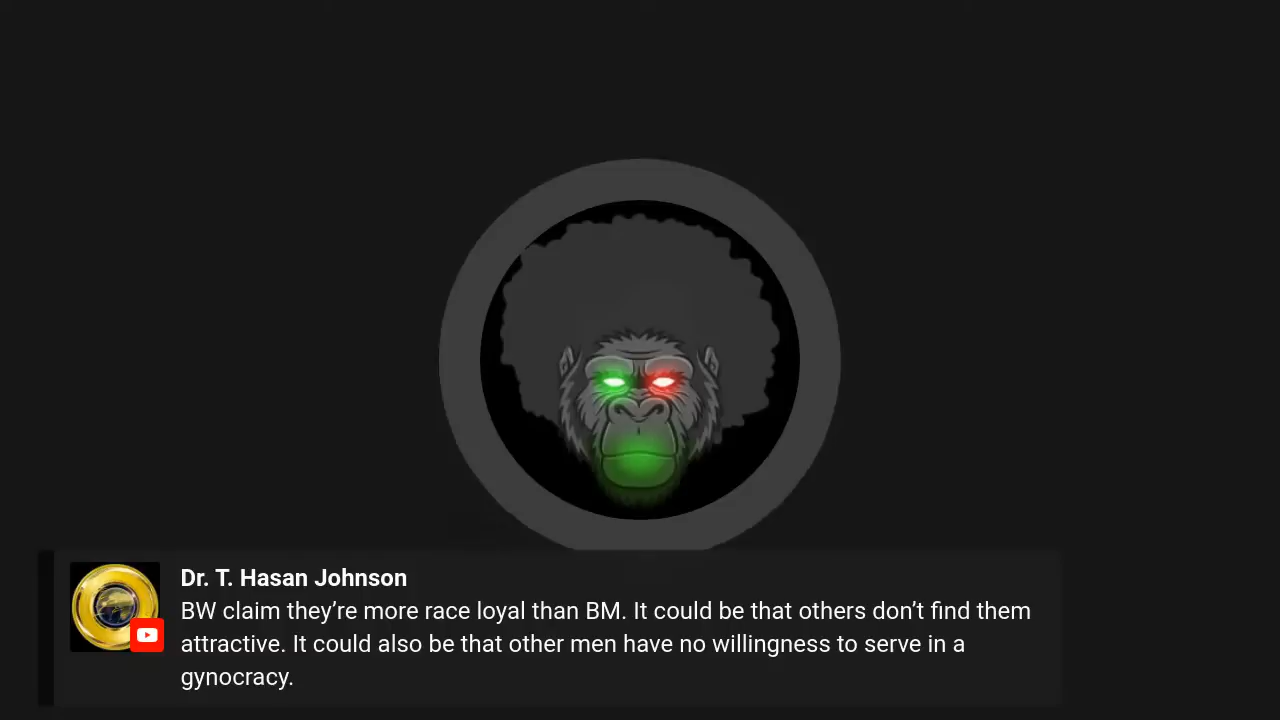 Dr. T. Hasan Johnson
BW claim they’re more race loyal than BM. It could be that others don’t find them
attractive. It could also be that other men have no willingness to serve in a
gynocracy.